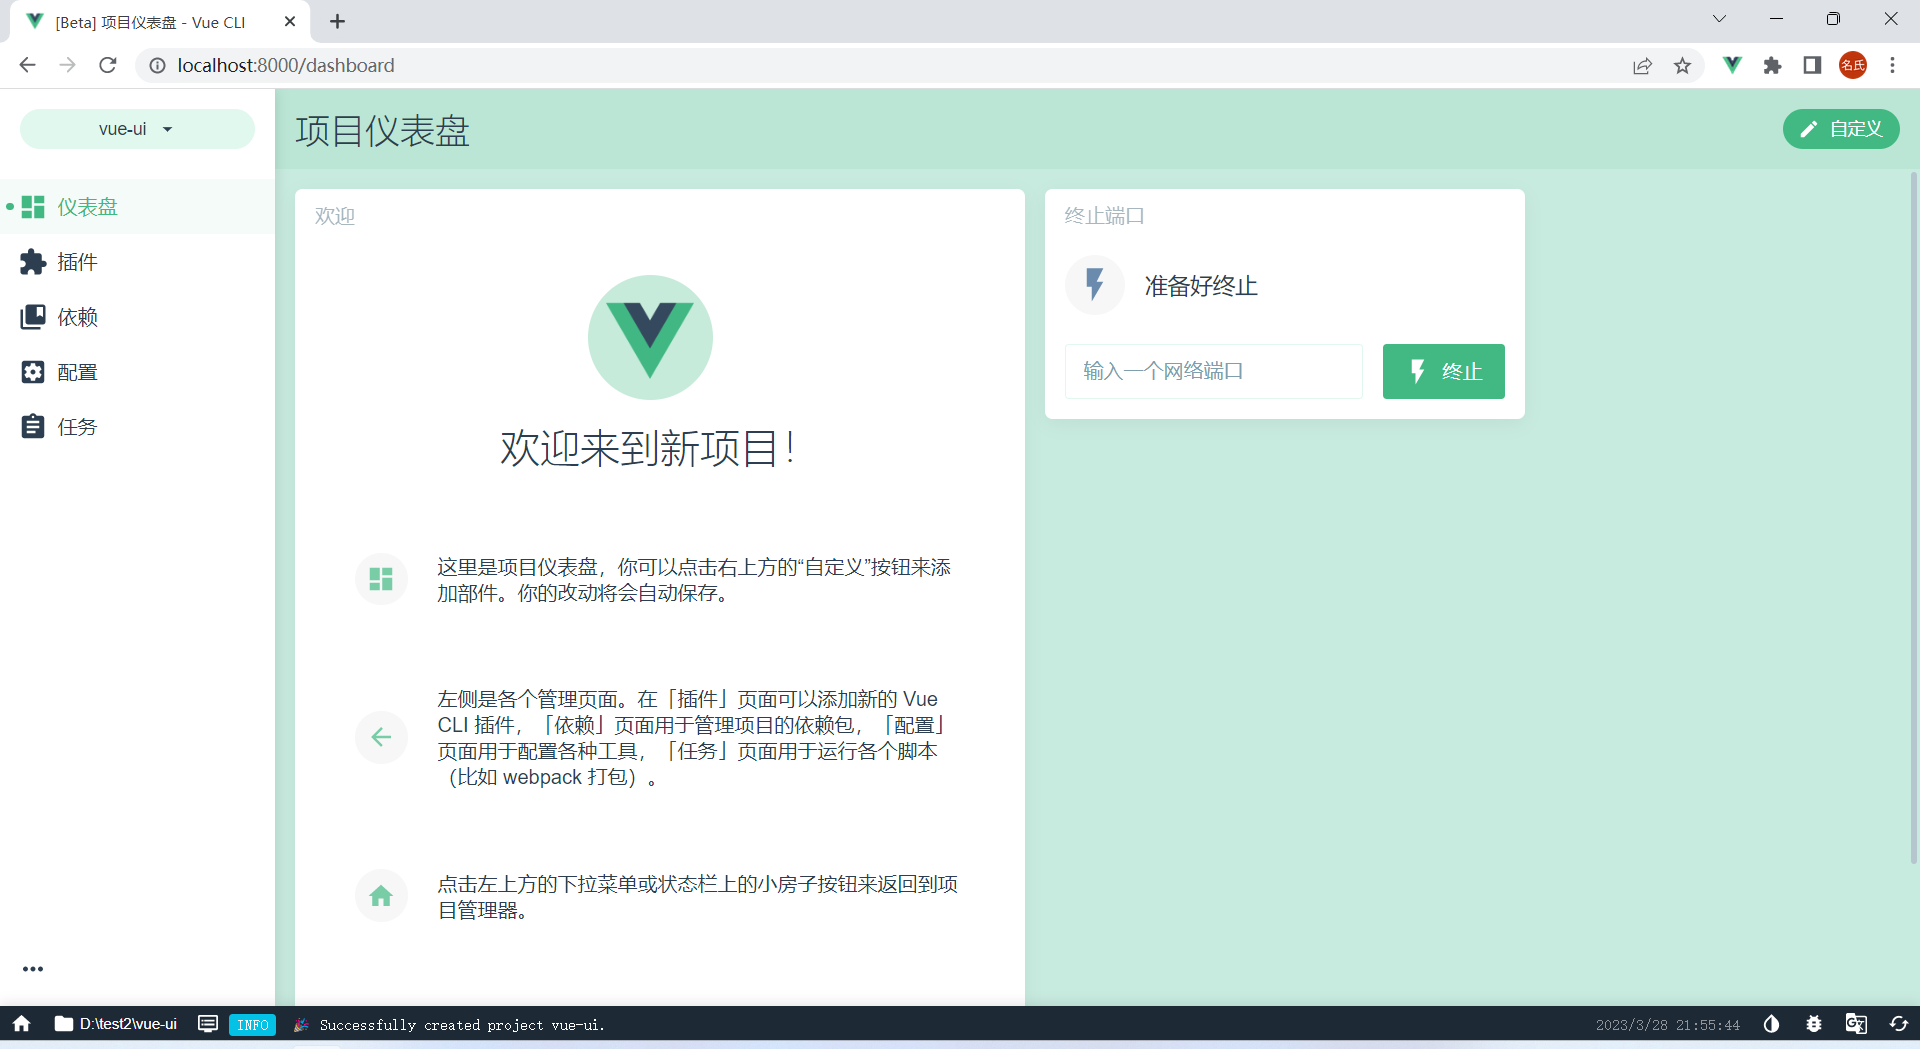 [Beta] 项目仪表盘 - Vue CLI
localhost:8000/dashboard
名氏
vue-ui
项目仪表盘
自定义
仪表盘
插件
依赖
配置
任务
欢迎
欢迎来到新项目！
这里是项目仪表盘，你可以点击右上方的“自定义”按钮来添
加部件。你的改动将会自动保存。
左侧是各个管理页面。在「插件」页面可以添加新的 Vue
CLI 插件，「依赖」页面用于管理项目的依赖包，「配置」
页面用于配置各种工具，「任务」页面用于运行各个脚本
（比如 webpack 打包）。
点击左上方的下拉菜单或状态栏上的小房子按钮来返回到项
目管理器。
终止端口
准备好终止
输入一个网络端口
终止
D:\test2\vue-ui
INFO
Successfully created project vue-ui.
2023/3/28 21:55:44